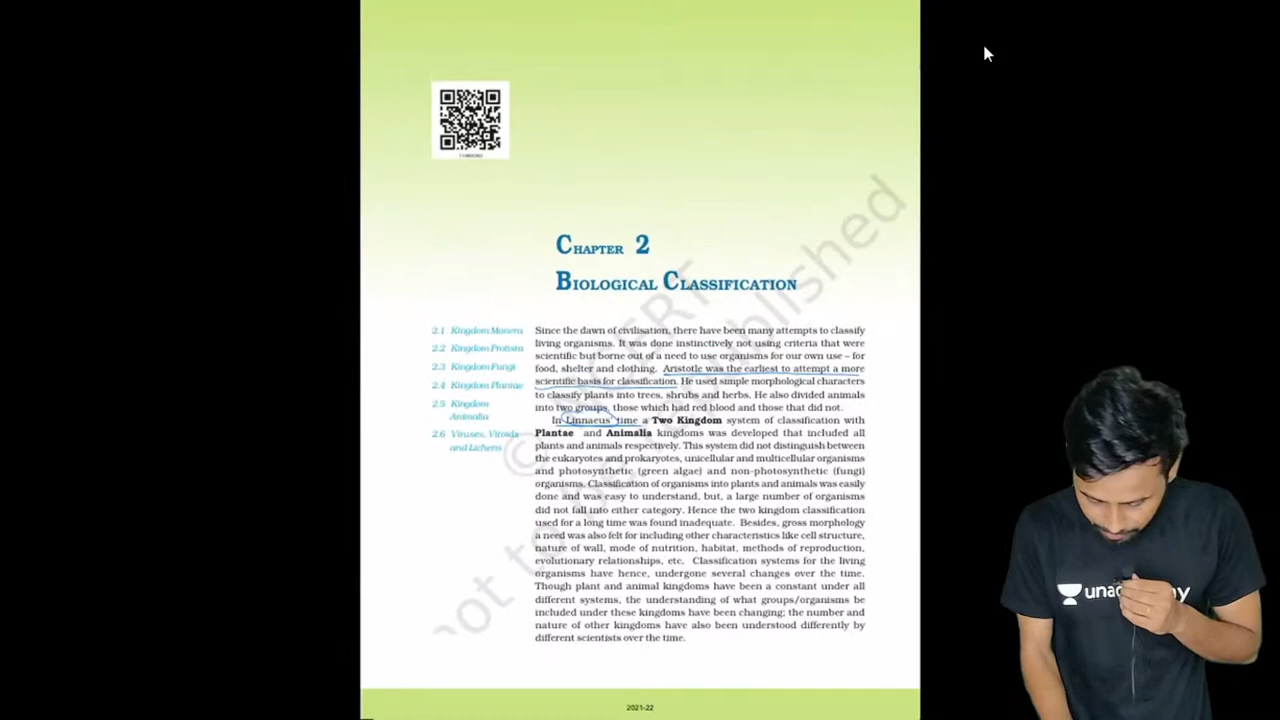 CHAPTER 2
BIOLOGICAL CLASSIFICATION
2.1 Kingdom Monera
2.2 Kingdom Protista
2.3 Kingdom Fungi
2.4 Kingdom Plantae
2.5 Kingdom
Animalia
2.6 Viruses, Viroids
and Lichens
Since the dawn of civilisation, there have been many attempts to classify
living organisms. It was done instinctively not using criteria that were
scientific but borne out of a need to use organisms for our own use – for
food, shelter and clothing. Aristotle was the earliest to attempt a more
scientific basis for classification. He used simple morphological characters
to classify plants into trees, shrubs and herbs. He also divided animals
into two groups, those which had red blood and those that did not.
In Linnaeus' time a Two Kingdom system of classification with
Plantae and Animalia kingdoms was developed that included all
plants and animals respectively. This system did not distinguish between
the eukaryotes and prokaryotes, unicellular and multicellular organisms
and photosynthetic (green algae) and non-photosynthetic (fungi)
organisms. Classification of organisms into plants and animals was easily
done and was easy to understand, but, a large number of organisms
did not fall into either category. Hence the two kingdom classification
used for a long time was found inadequate. Besides, gross morphology
a need was also felt for including other characteristics like cell structure,
nature of wall, mode of nutrition, habitat, methods of reproduction,
evolutionary relationships, etc. Classification systems for the living
organisms have hence, undergone several changes over the time.
Though plant and animal kingdoms have been a constant under all
different systems, the understanding of what groups/organisms be
included under these kingdoms have been changing; the number and
nature of other kingdoms have also been understood differently by
different scientists over the time.
2021-22
© NCERT
not to be republished